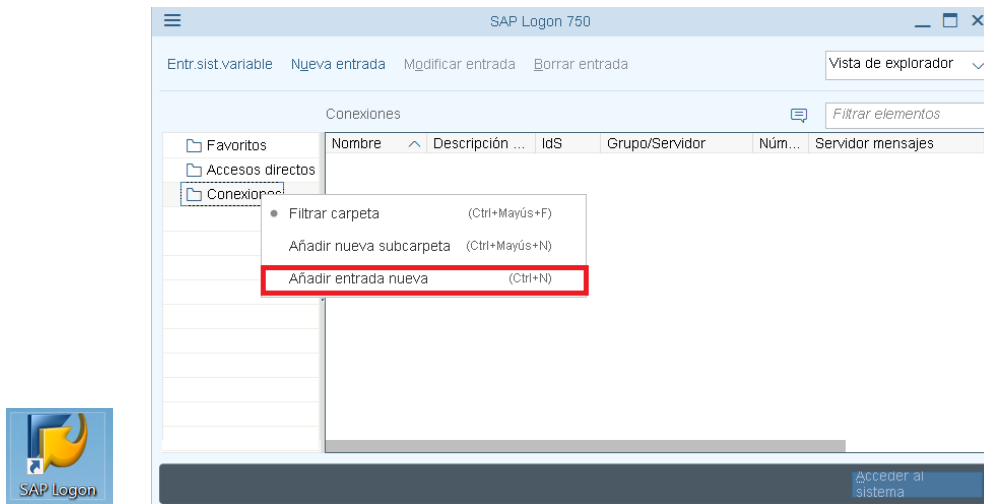 SAP Logon 750
Entr.sist.variable Nueva entrada Modificar entrada Borrar entrada Vista de explorador
Conexiones Filtrar elementos
Favoritos Nombre Descripción ... IdS Grupo/Servidor Núm... Servidor mensajes
Accesos directos
Conexiones
Filtrar carpeta (Ctrl+Mayús+F)
Añadir nueva subcarpeta (Ctrl+Mayús+N)
Añadir entrada nueva (Ctrl+N)
Acceder al
sistema
SAP Logon